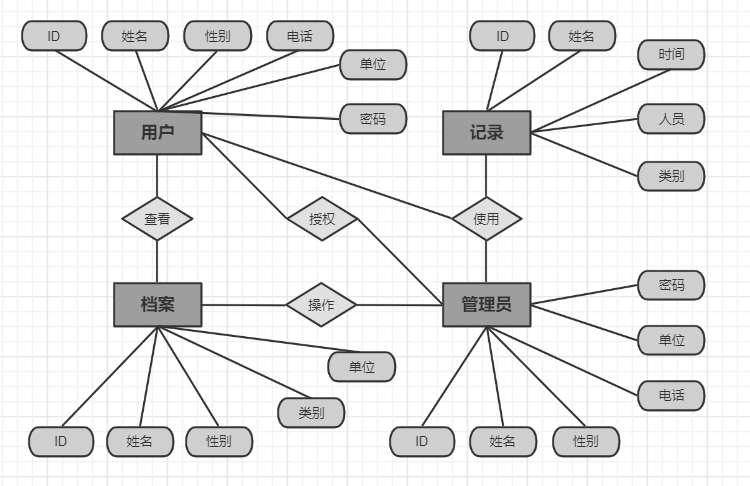 ID
姓名
性别
电话
ID
姓名
时间
单位
密码
人员
用户
记录
类别
查看
授权
使用
密码
档案
操作
管理员
单位
单位
电话
类别
ID
姓名
性别
ID
姓名
性别